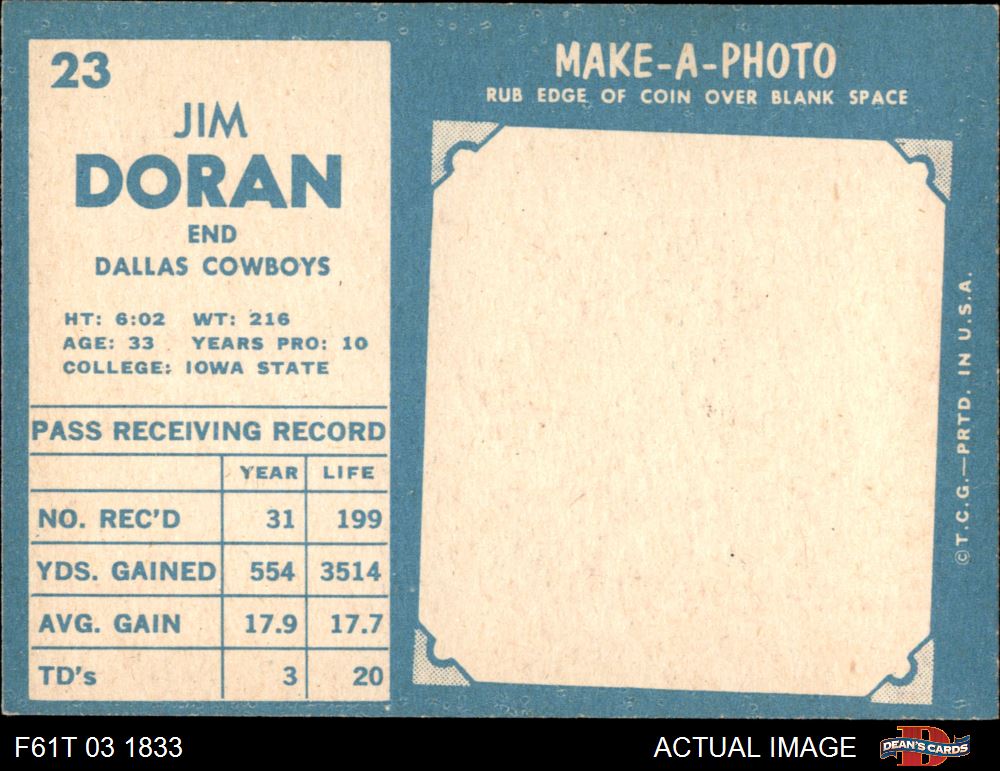 23
JIM
DORAN
END
DALLAS COWBOYS
HT: 6:02 WT: 216
AGE: 33 YEARS PRO: 10
COLLEGE: IOWA STATE
PASS RECEIVING RECORD
YEAR LIFE
NO. REC'D 31 199
YDS. GAINED 554 3514
AVG. GAIN 17.9 17.7
TD's 3 20
MAKE-A-PHOTO
RUB EDGE OF COIN OVER BLANK SPACE
©T.C.G.—PRTD. IN U.S.A.
F61T 03 1833
ACTUAL IMAGE
D
DEAN'S CARDS